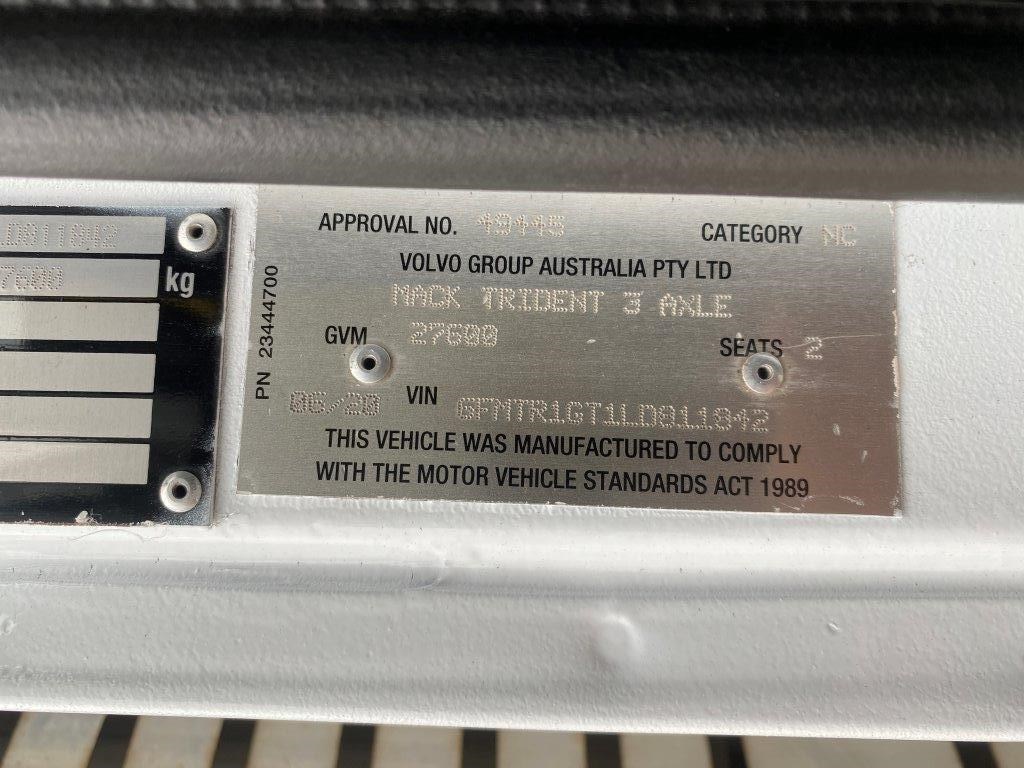 LD811842
7600 kg
APPROVAL NO. 49445 CATEGORY NC
VOLVO GROUP AUSTRALIA PTY LTD
MACK TRIDENT 3 AXLE
GVM 27600 SEATS 2
06/20 VIN 6FMTR1GT1LD811842
THIS VEHICLE WAS MANUFACTURED TO COMPLY
WITH THE MOTOR VEHICLE STANDARDS ACT 1989
PN 23444700